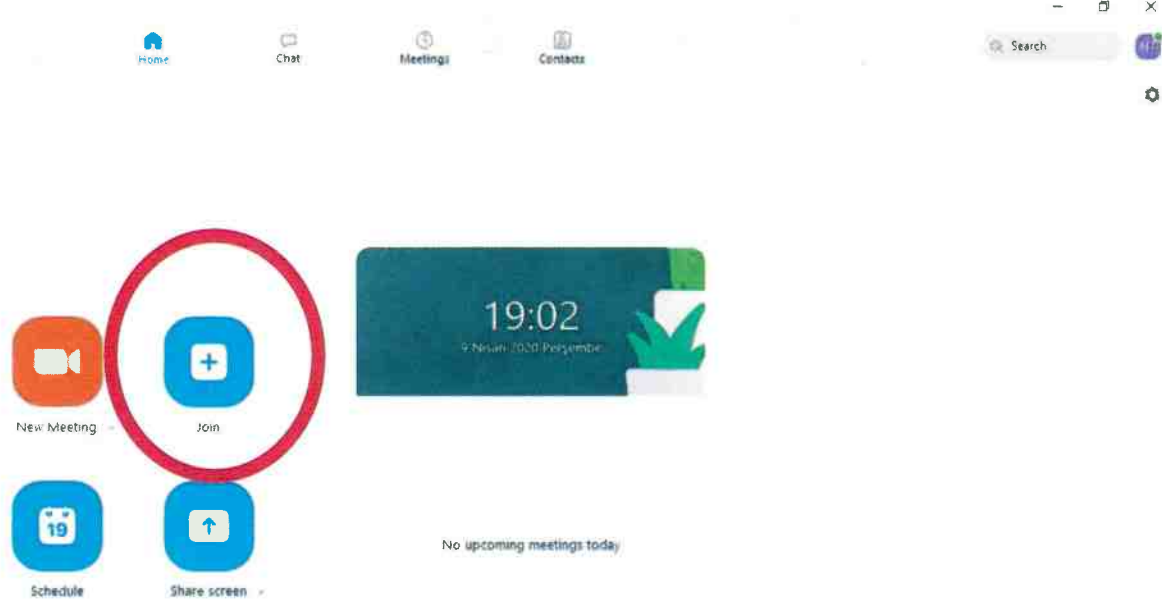 Home
Chat
Meetings
Contacts
Search
19:02
9 Nisan 2020 Perşembe
New Meeting
Join
19
Schedule
Share screen
No upcoming meetings today